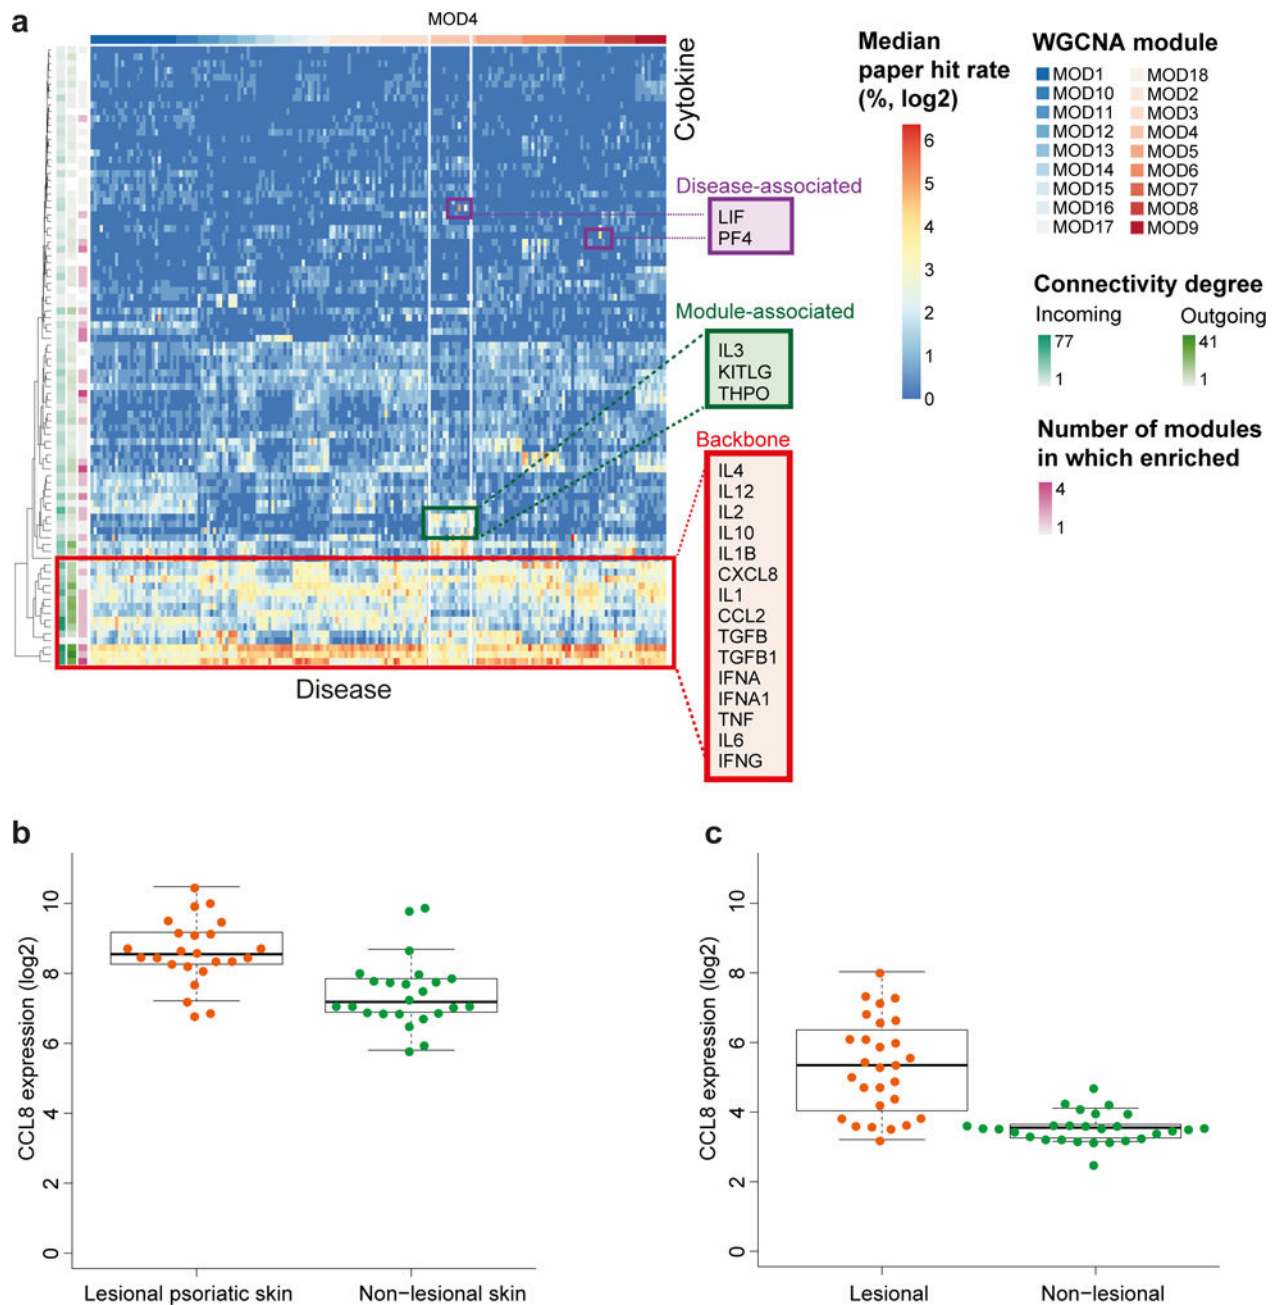 a
MOD4
Cytokine
Disease
Disease-associated
LIF
PF4
Module-associated
IL3
KITLG
THPO
Backbone
IL4
IL12
IL2
IL10
IL1B
CXCL8
IL1
CCL2
TGFB
TGFB1
IFNA
IFNA1
TNF
IL6
IFNG
Median
paper hit rate
(%, log2)
6
5
4
3
2
1
0
WGCNA module
MOD1
MOD10
MOD11
MOD12
MOD13
MOD14
MOD15
MOD16
MOD17
MOD18
MOD2
MOD3
MOD4
MOD5
MOD6
MOD7
MOD8
MOD9
Connectivity degree
Incoming
77
1
Outgoing
41
1
Number of modules
in which enriched
4
1
b
CCL8 expression (log2)
10
8
6
4
2
0
Lesional psoriatic skin
Non-lesional skin
c
CCL8 expression (log2)
10
8
6
4
2
0
Lesional
Non-lesional